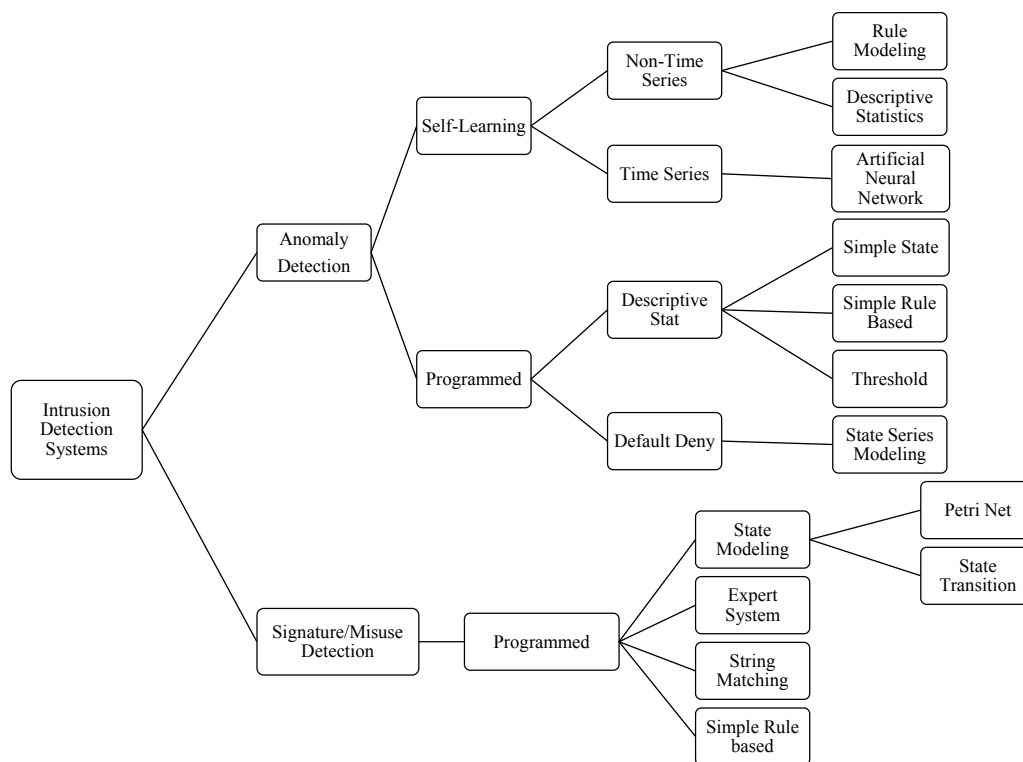 Rule
Modeling
Non-Time
Series
Descriptive
Statistics
Self-Learning
Time Series
Artificial
Neural
Network
Anomaly
Detection
Simple State
Descriptive
Stat
Simple Rule
Based
Programmed
Threshold
Intrusion
Detection
Systems
Default Deny
State Series
Modeling
Petri Net
State
Modeling
State
Transition
Expert
System
Signature/Misuse
Detection
Programmed
String
Matching
Simple Rule
based